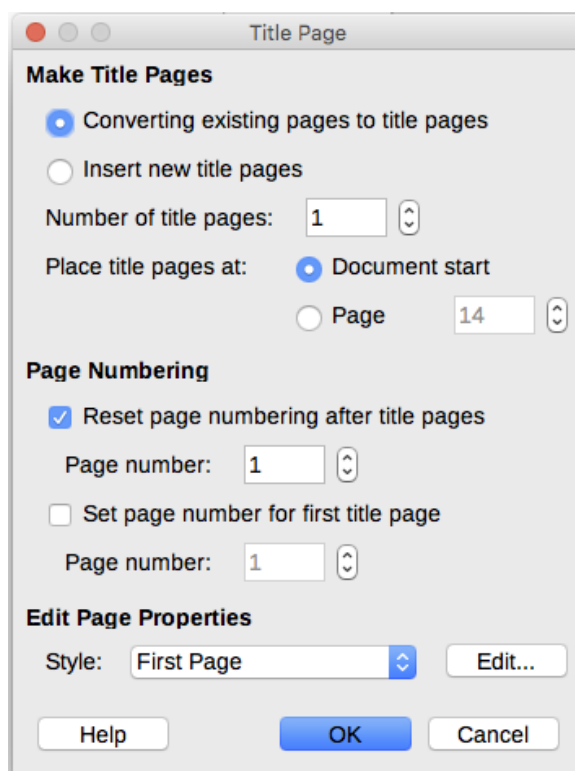 Title Page
Make Title Pages
Converting existing pages to title pages
Insert new title pages
Number of title pages: 1
Place title pages at: Document start
Page 14
Page Numbering
Reset page numbering after title pages
Page number: 1
Set page number for first title page
Page number: 1
Edit Page Properties
Style: First Page Edit...
Help OK Cancel